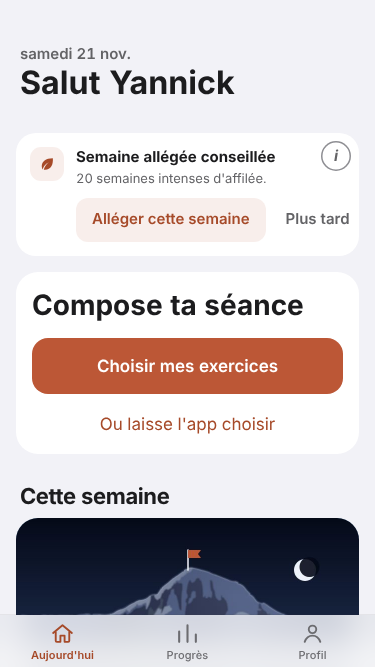 samedi 21 nov.
Salut Yannick
Semaine allégée conseillée
i
20 semaines intenses d'affilée.
Alléger cette semaine
Plus tard
Compose ta séance
Choisir mes exercices
Ou laisse l'app choisir
Cette semaine
Aujourd'hui
Progrès
Profil